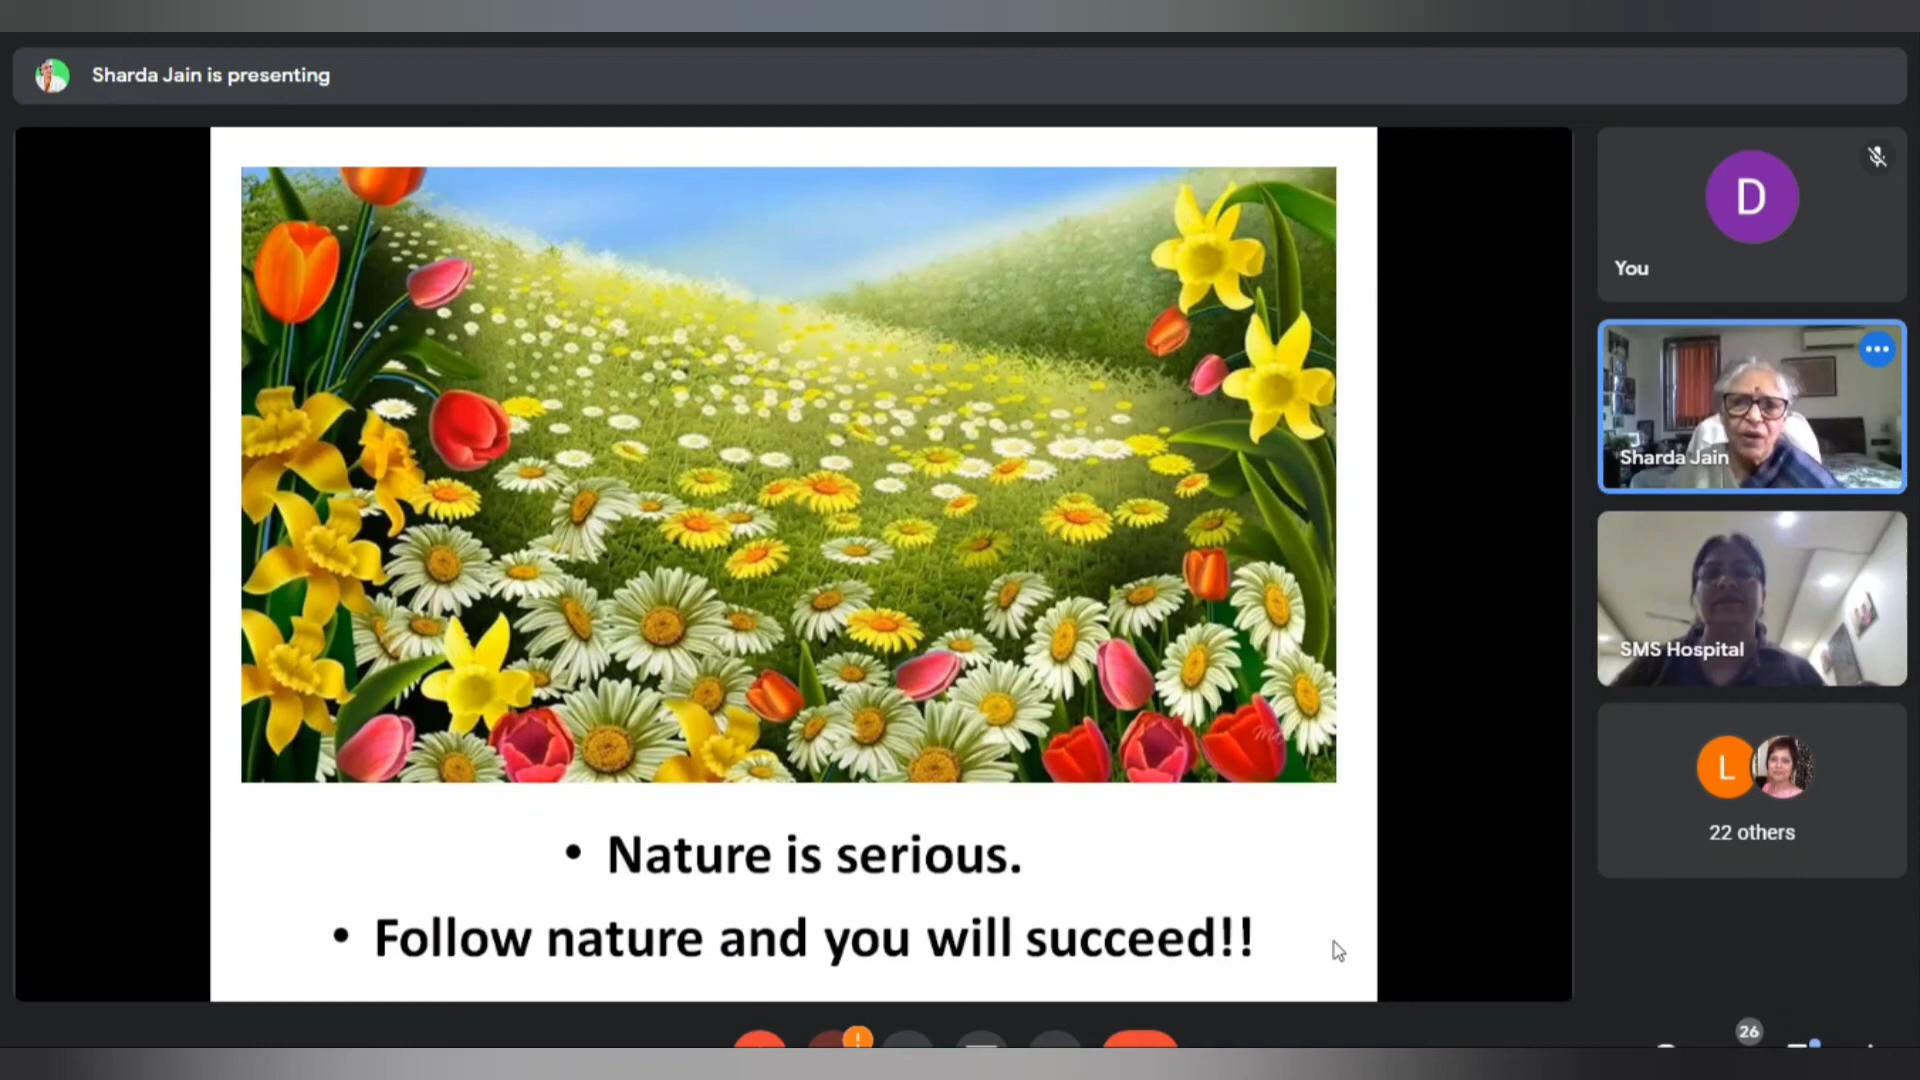 Sharda Jain is presenting
D
You
Sharda Jain
SMS Hospital
L
22 others
• Nature is serious.
• Follow nature and you will succeed!!
26